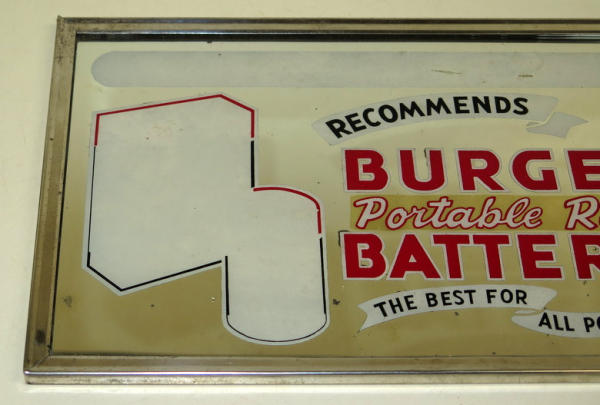 RECOMMENDS
BURGE
Portable R
BATTER
THE BEST FOR
ALL PO